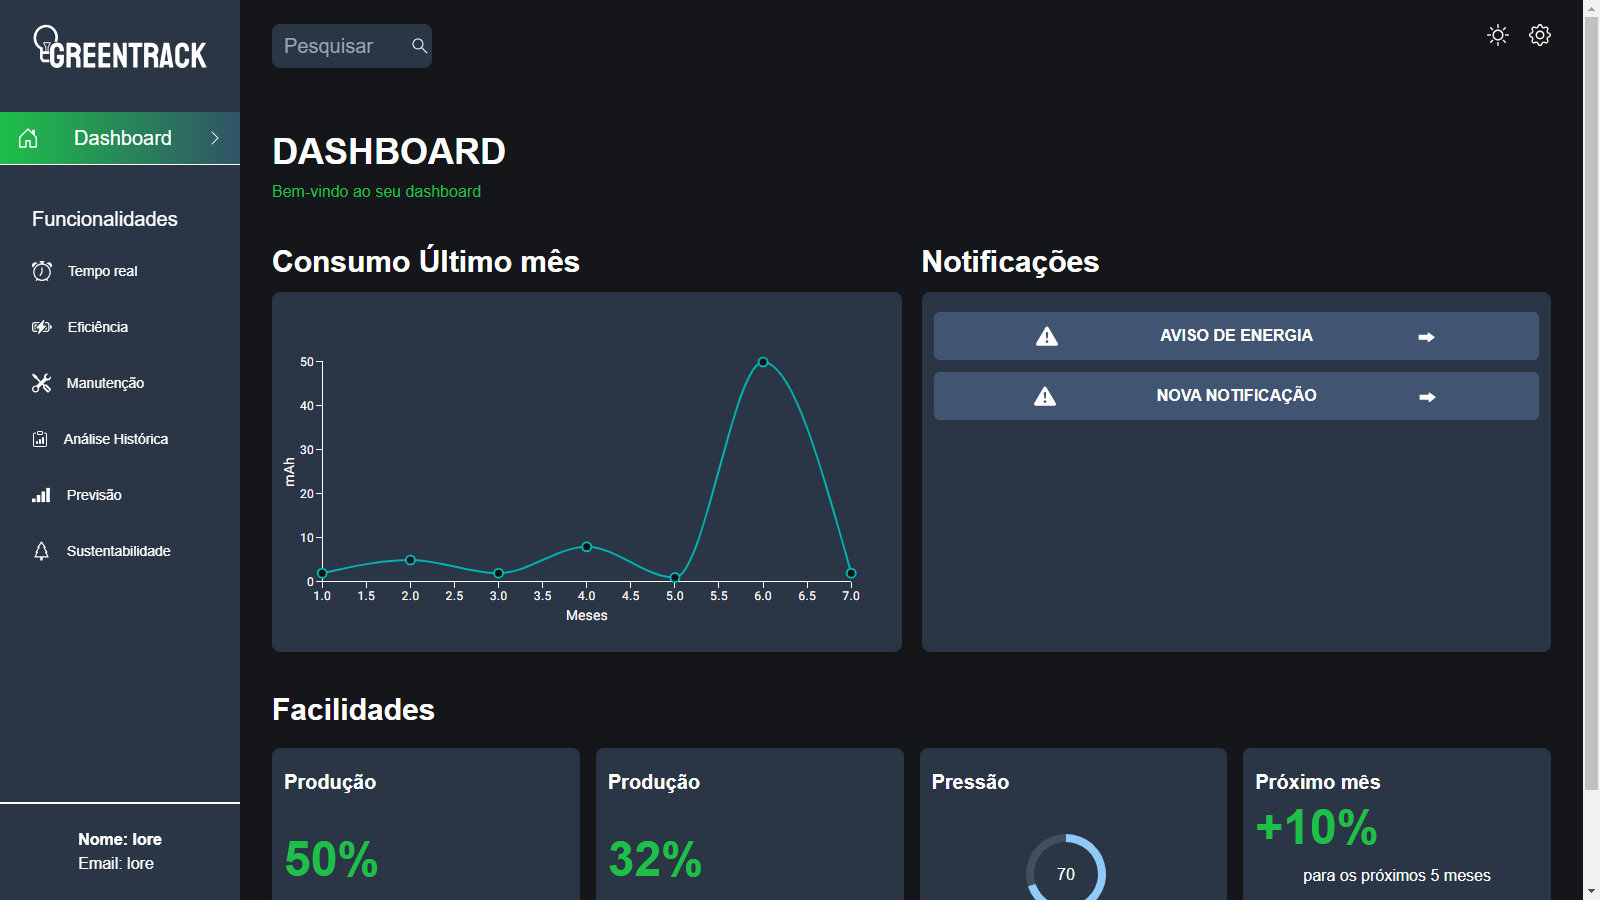 GREENTRACK
Pesquisar
Dashboard
Funcionalidades
Tempo real
Eficiência
Manutenção
Análise Histórica
Previsão
Sustentabilidade
Nome: lore
Email: lore
DASHBOARD
Bem-vindo ao seu dashboard
Consumo Último mês
50
40
30
20
10
0
mAh
1.0 1.5 2.0 2.5 3.0 3.5 4.0 4.5 5.0 5.5 6.0 6.5 7.0
Meses
Notificações
AVISO DE ENERGIA
NOVA NOTIFICAÇÃO
Facilidades
Produção
50%
Produção
32%
Pressão
70
Próximo mês
+10%
para os próximos 5 meses